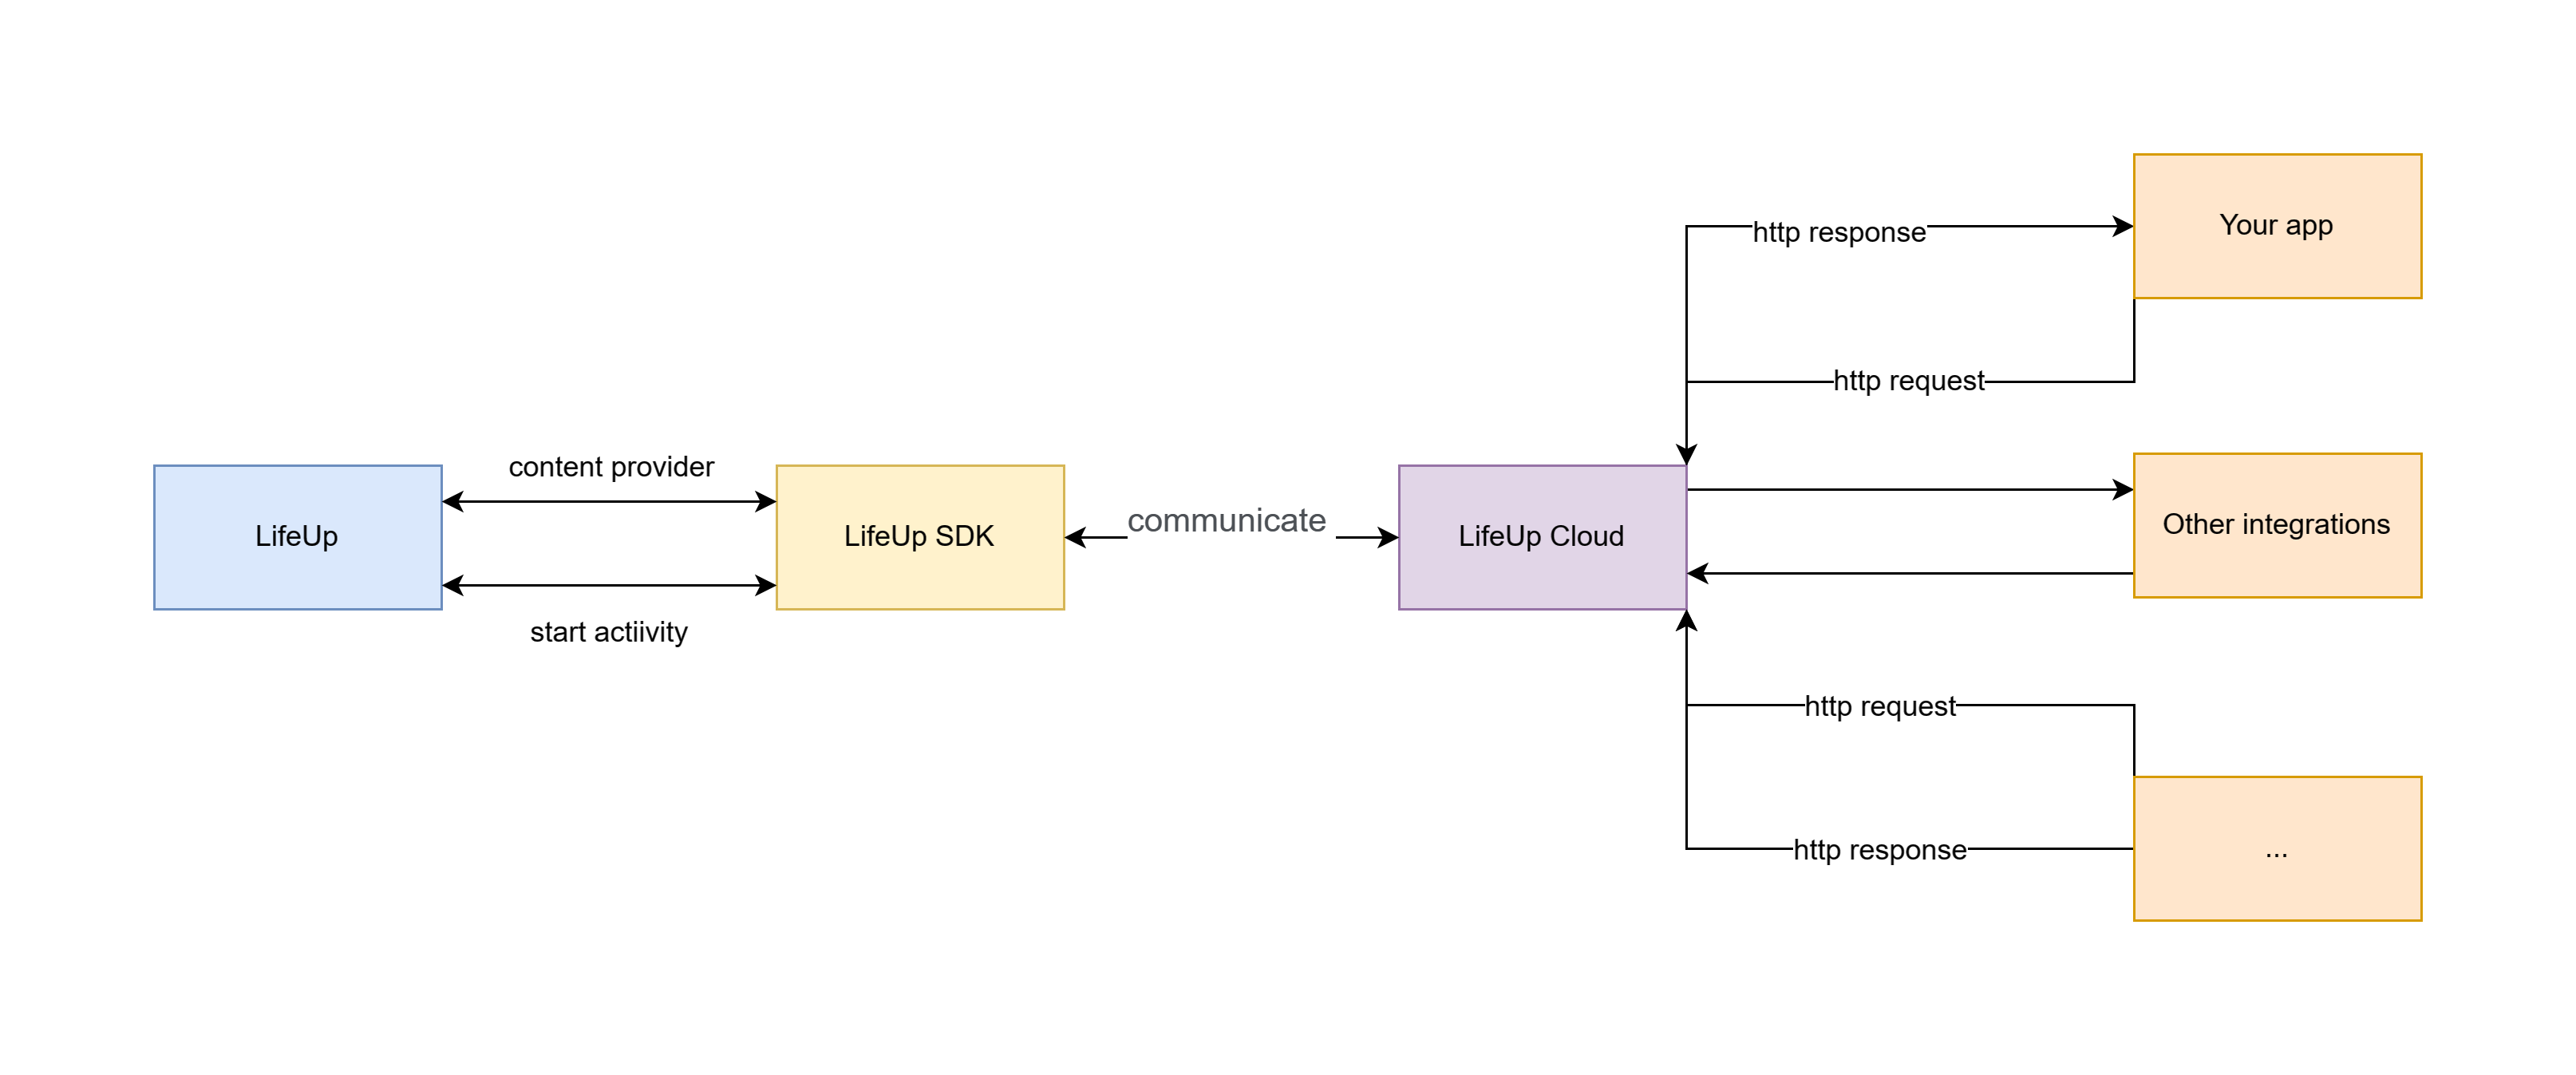 LifeUp
content provider
start actiivity
LifeUp SDK
communicate
LifeUp Cloud
http response
Your app
http request
Other integrations
http request
http response
...